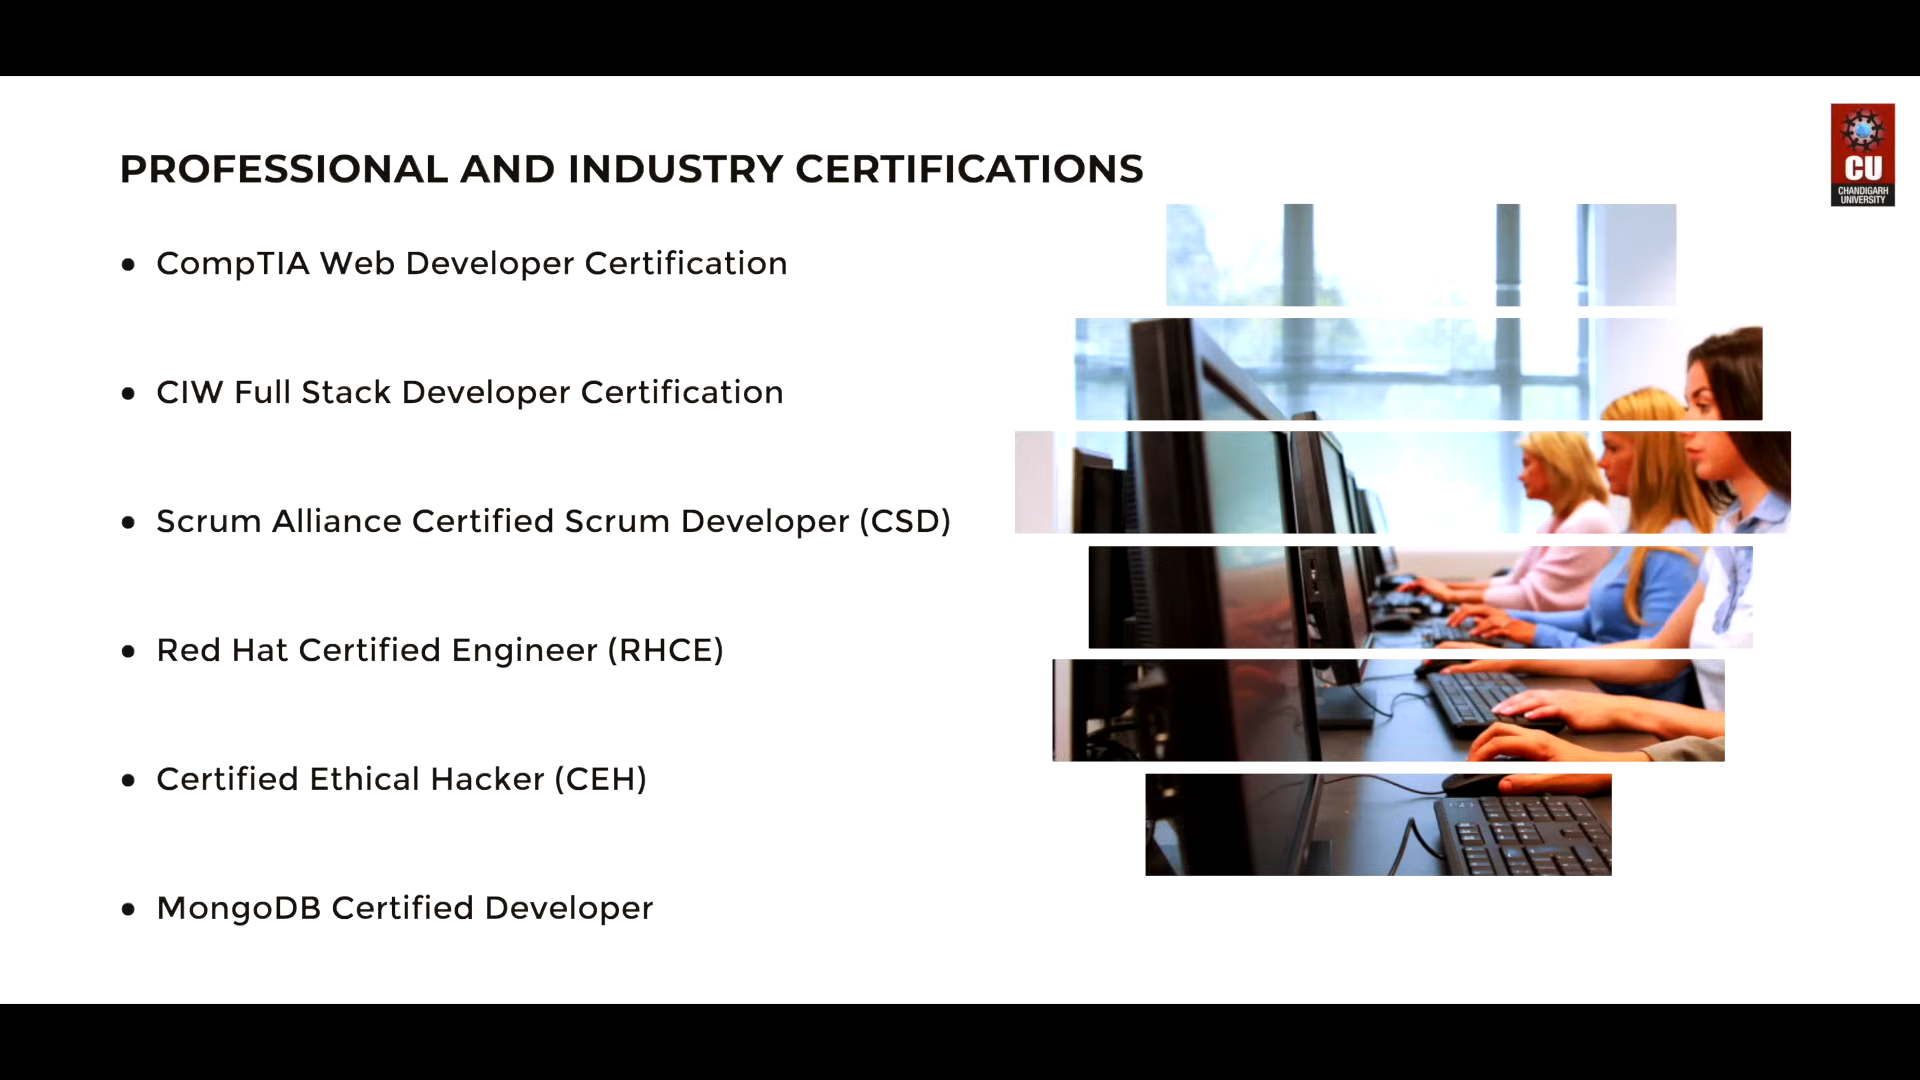 PROFESSIONAL AND INDUSTRY CERTIFICATIONS
CU
CHANDIGARH
UNIVERSITY
• CompTIA Web Developer Certification
• CIW Full Stack Developer Certification
• Scrum Alliance Certified Scrum Developer (CSD)
• Red Hat Certified Engineer (RHCE)
• Certified Ethical Hacker (CEH)
• MongoDB Certified Developer